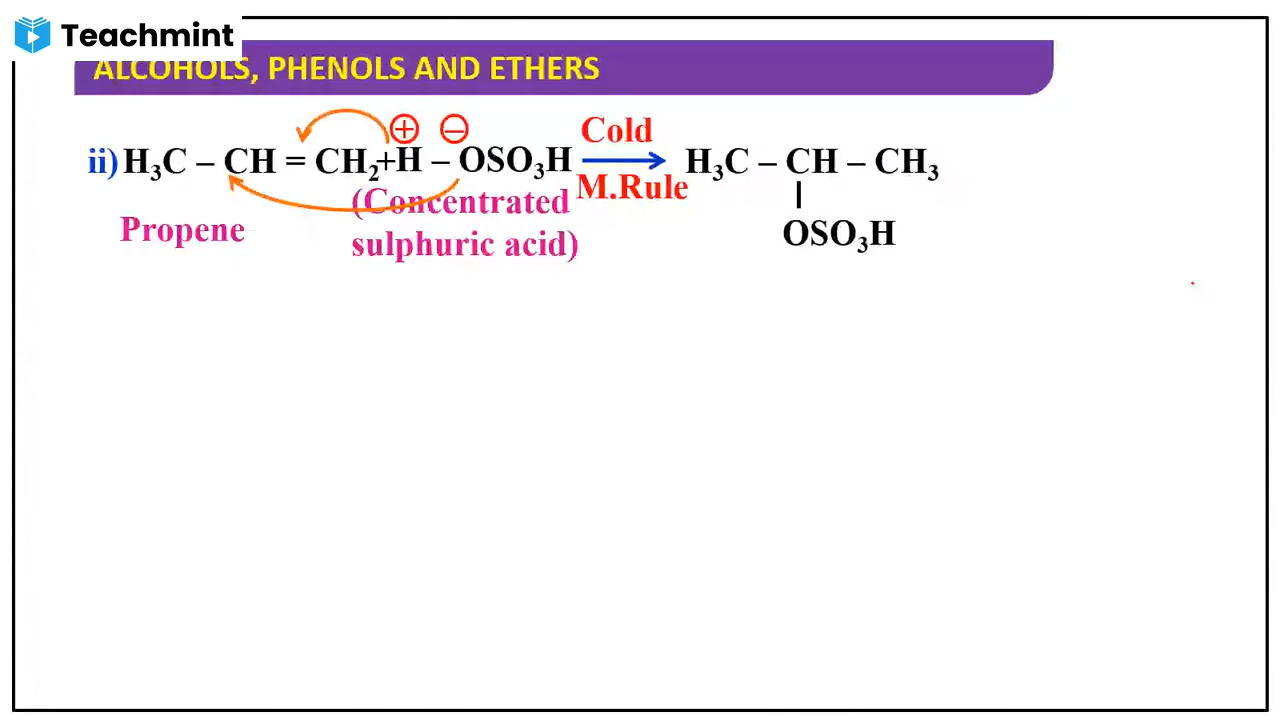 Teachmint
ALCOHOLS, PHENOLS AND ETHERS
ii) H₃C – CH = CH₂ + H – OSO₃H Cold M.Rule H₃C – CH – CH₃
⊕ ⊖
(Concentrated
sulphuric acid)
Propene
OSO₃H